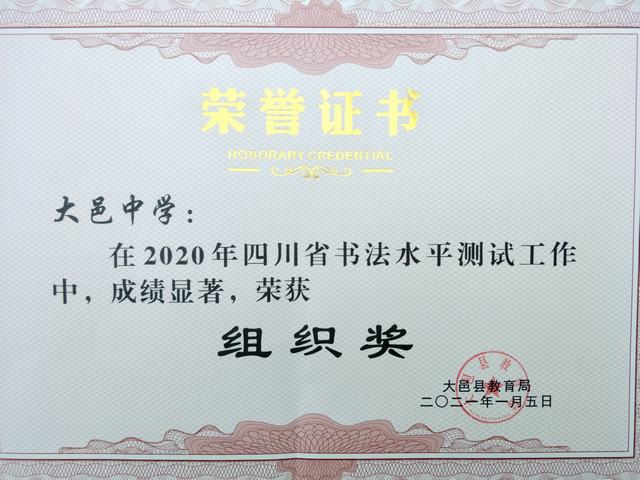 荣誉证书
HONORARY CREDENTIAL
大邑中学：
在2020年四川省书法水平测试工作
中，成绩显著，荣获
组织奖
大邑县教育局
二〇二一年一月五日